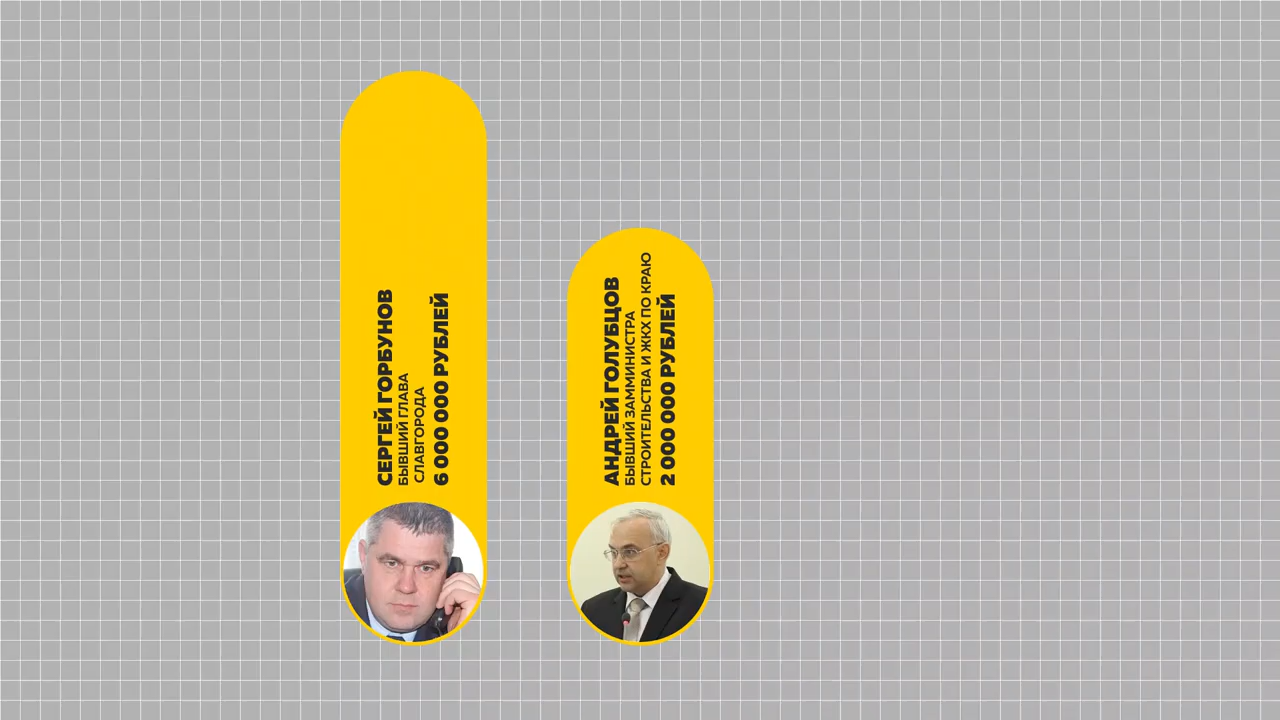 СЕРГЕЙ ГОРБУНОВ
БЫВШИЙ ГЛАВА
СЛАВГОРОДА
6 000 000 РУБЛЕЙ
АНДРЕЙ ГОЛУБЦОВ
БЫВШИЙ ЗАММИНИСТРА
СТРОИТЕЛЬСТВА И ЖКХ ПО КРАЮ
2 000 000 РУБЛЕЙ